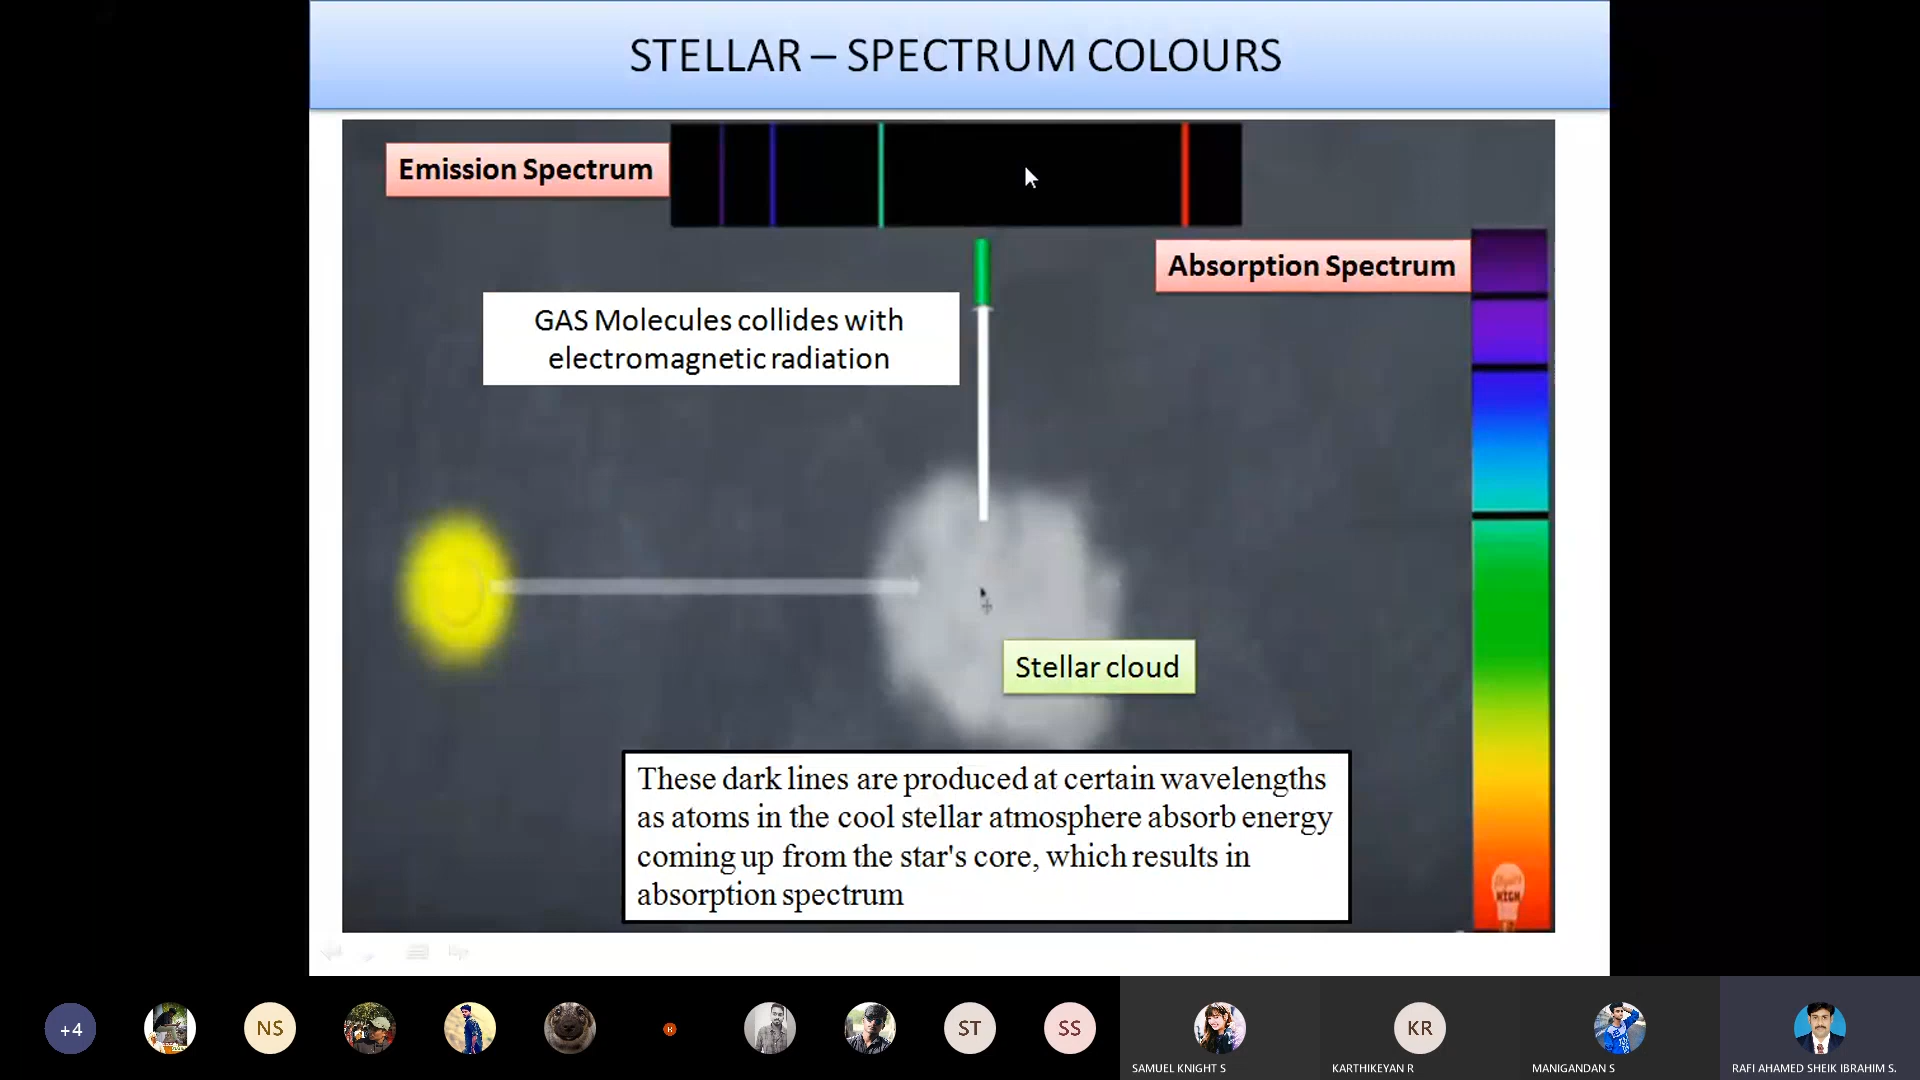 STELLAR – SPECTRUM COLOURS
Emission Spectrum
Absorption Spectrum
GAS Molecules collides with
electromagnetic radiation
Stellar cloud
These dark lines are produced at certain wavelengths
as atoms in the cool stellar atmosphere absorb energy
coming up from the star's core, which results in
absorption spectrum
HIGH
+4
NS
K
ST
SS
KR
SAMUEL KNIGHT S
KARTHIKEYAN R
MANIGANDAN S
RAFI AHAMED SHEIK IBRAHIM S.